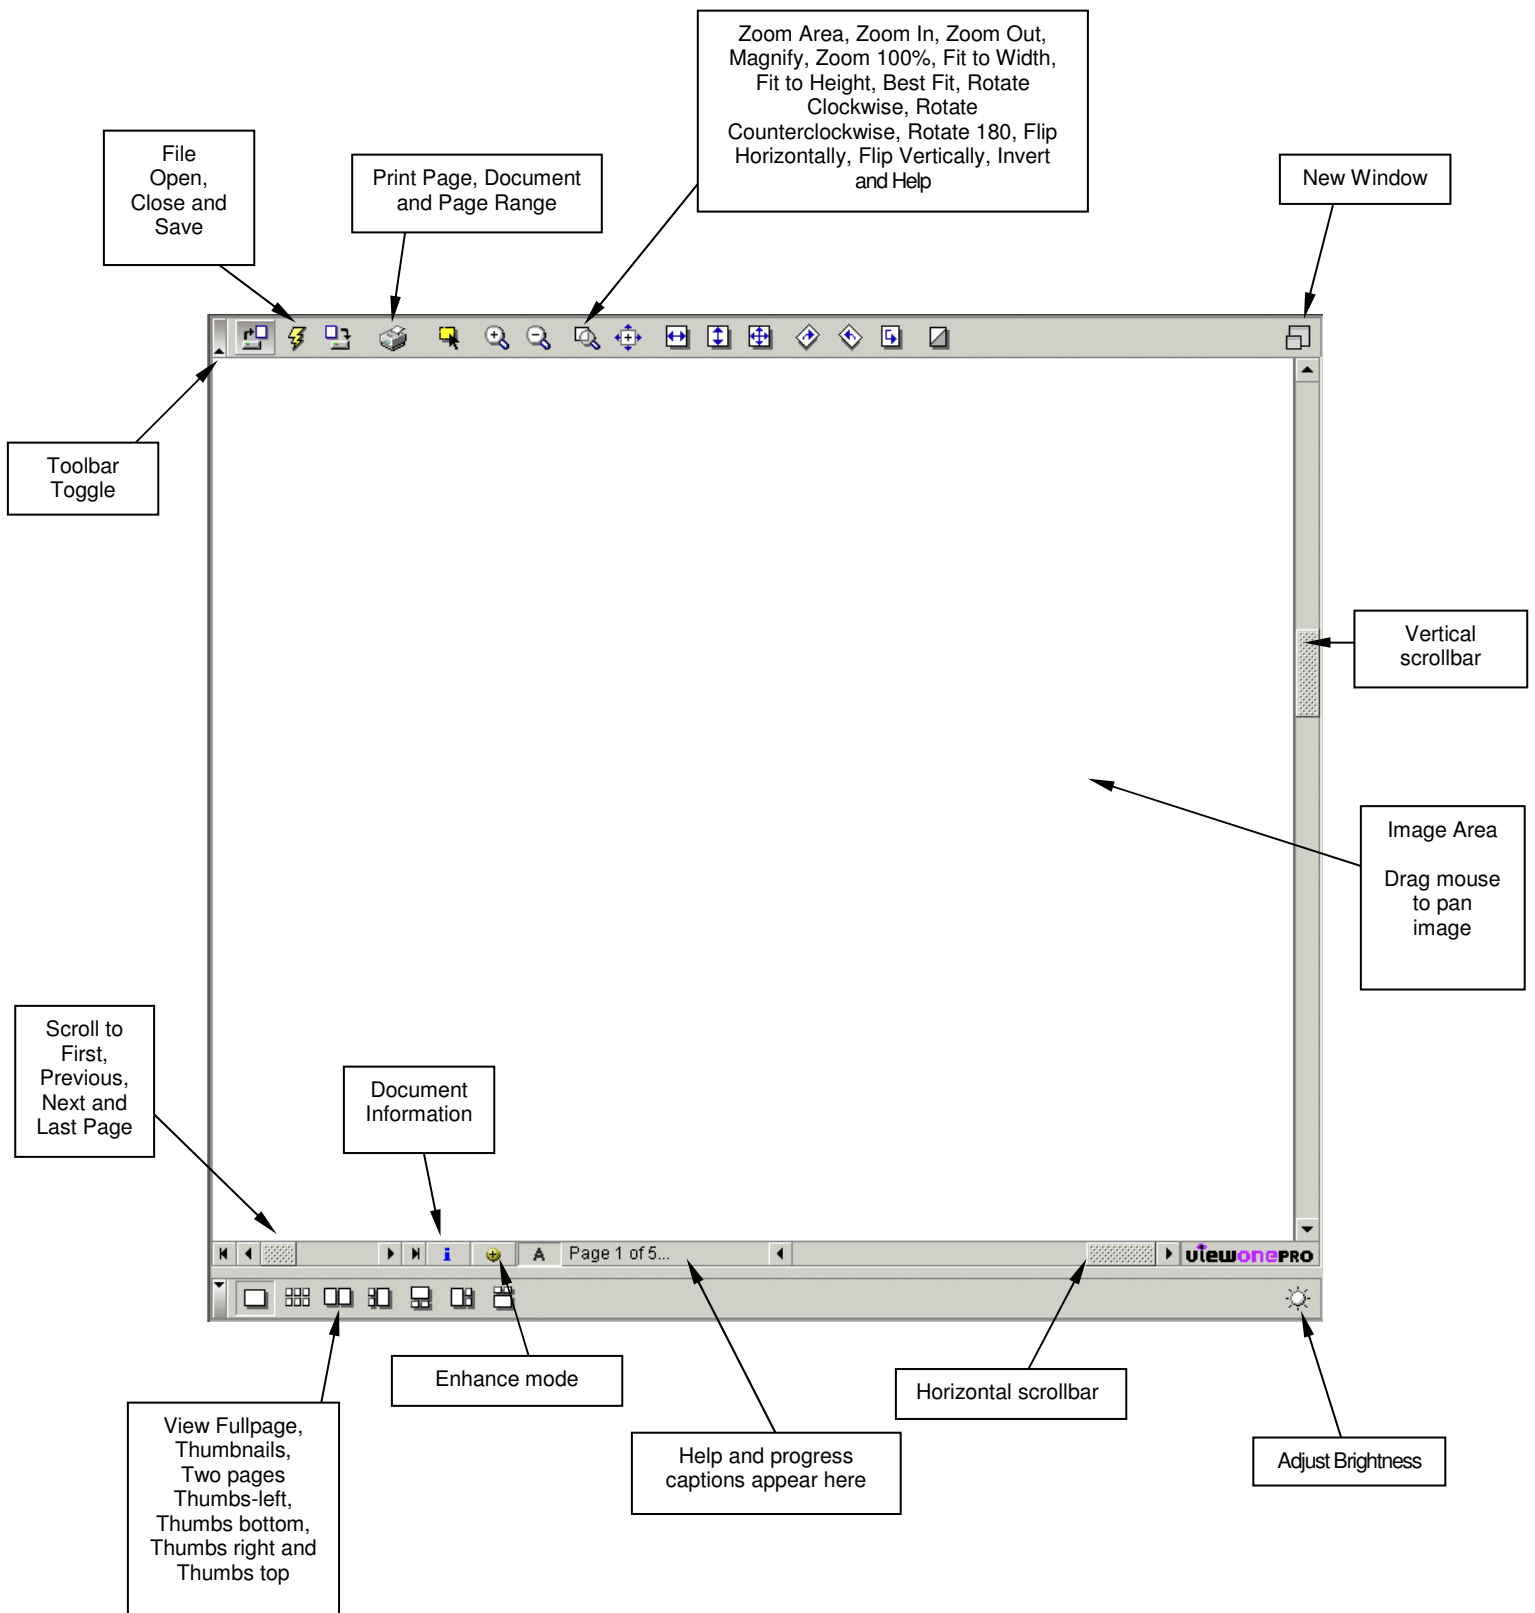 Zoom Area, Zoom In, Zoom Out,
Magnify, Zoom 100%, Fit to Width,
Fit to Height, Best Fit, Rotate
Clockwise, Rotate
Counterclockwise, Rotate 180, Flip
Horizontally, Flip Vertically, Invert
and Help
File
Open,
Close and
Save
Print Page, Document
and Page Range
New Window
Toolbar
Toggle
Vertical
scrollbar
Image Area
Drag mouse
to pan
image
Scroll to
First,
Previous,
Next and
Last Page
Document
Information
i
A
Page 1 of 5...
viewonePRO
Enhance mode
Horizontal scrollbar
View Fullpage,
Thumbnails,
Two pages
Thumbs-left,
Thumbs bottom,
Thumbs right and
Thumbs top
Help and progress
captions appear here
Adjust Brightness